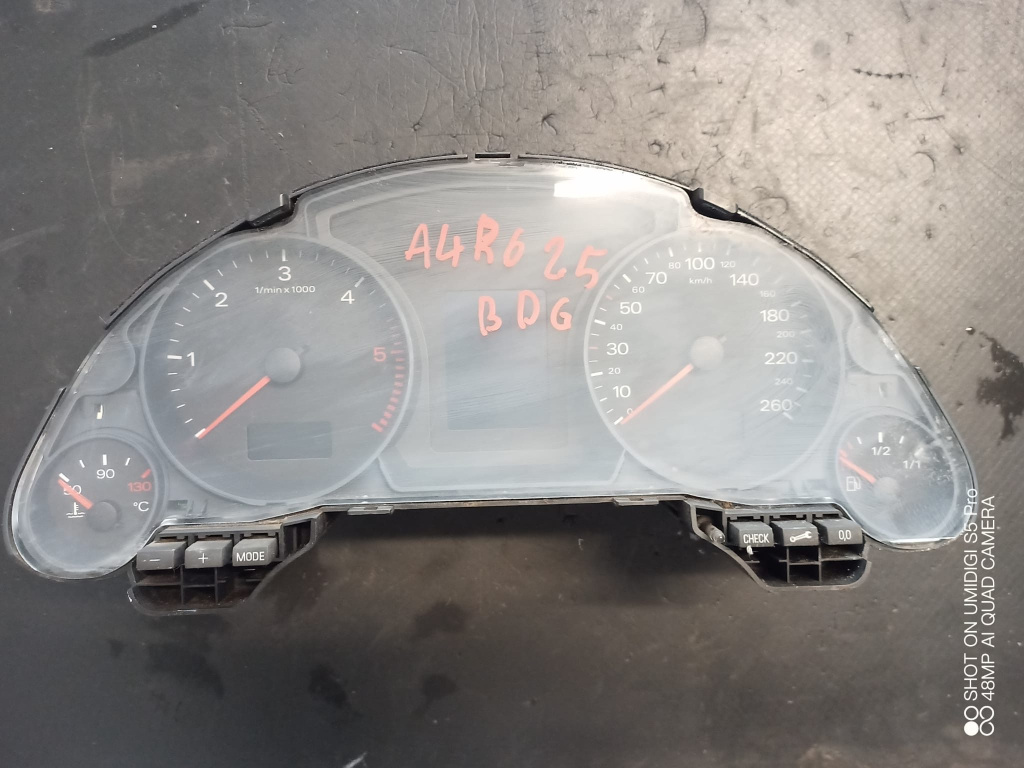 A4R6 25
BDG
1 2 3 4 5
1/min x 1000
0 10 20 30 40 50 60 70 80 100 120 140 160 180 200 220 240 260
km/h
50 90 130
°C
1/2 1/1
- + MODE
CHECK 0,0
SHOT ON UMIDIGI S5 Pro
48MP AI QUAD CAMERA